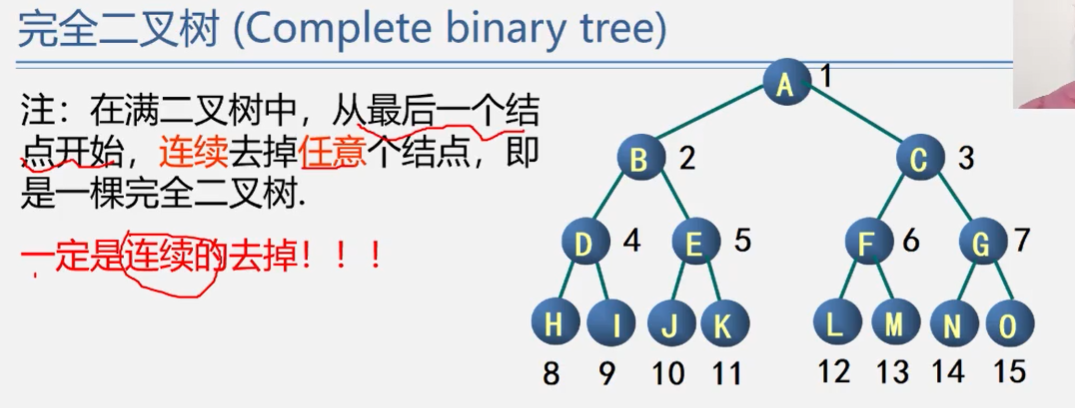 完全二叉树 (Complete binary tree)
注：在满二叉树中，从最后一个结
点开始，连续去掉任意个结点，即
是一棵完全二叉树.
一定是连续的去掉！！！
A 1
B 2 C 3
D 4 E 5 F 6 G 7
H I J K L M N O
8 9 10 11 12 13 14 15